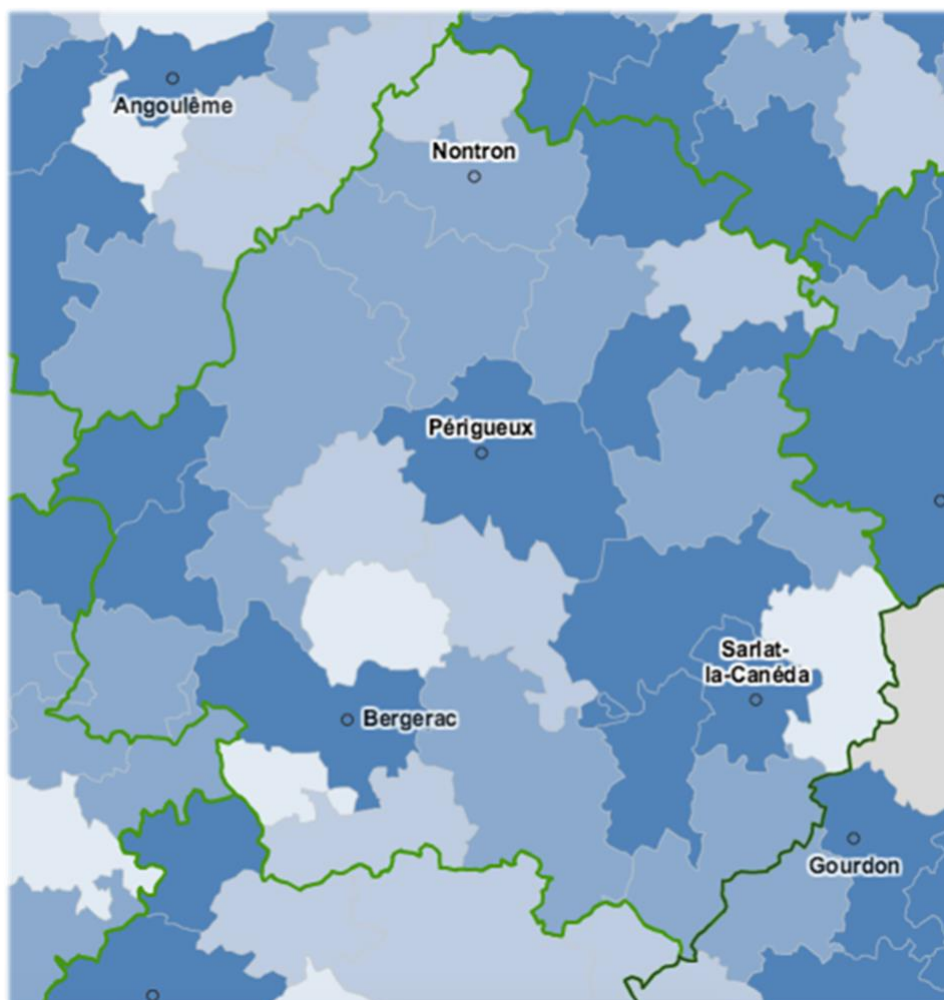 Angoulême
Nontron
Périgueux
Sarlat-
la-Canéda
Bergerac
Gourdon